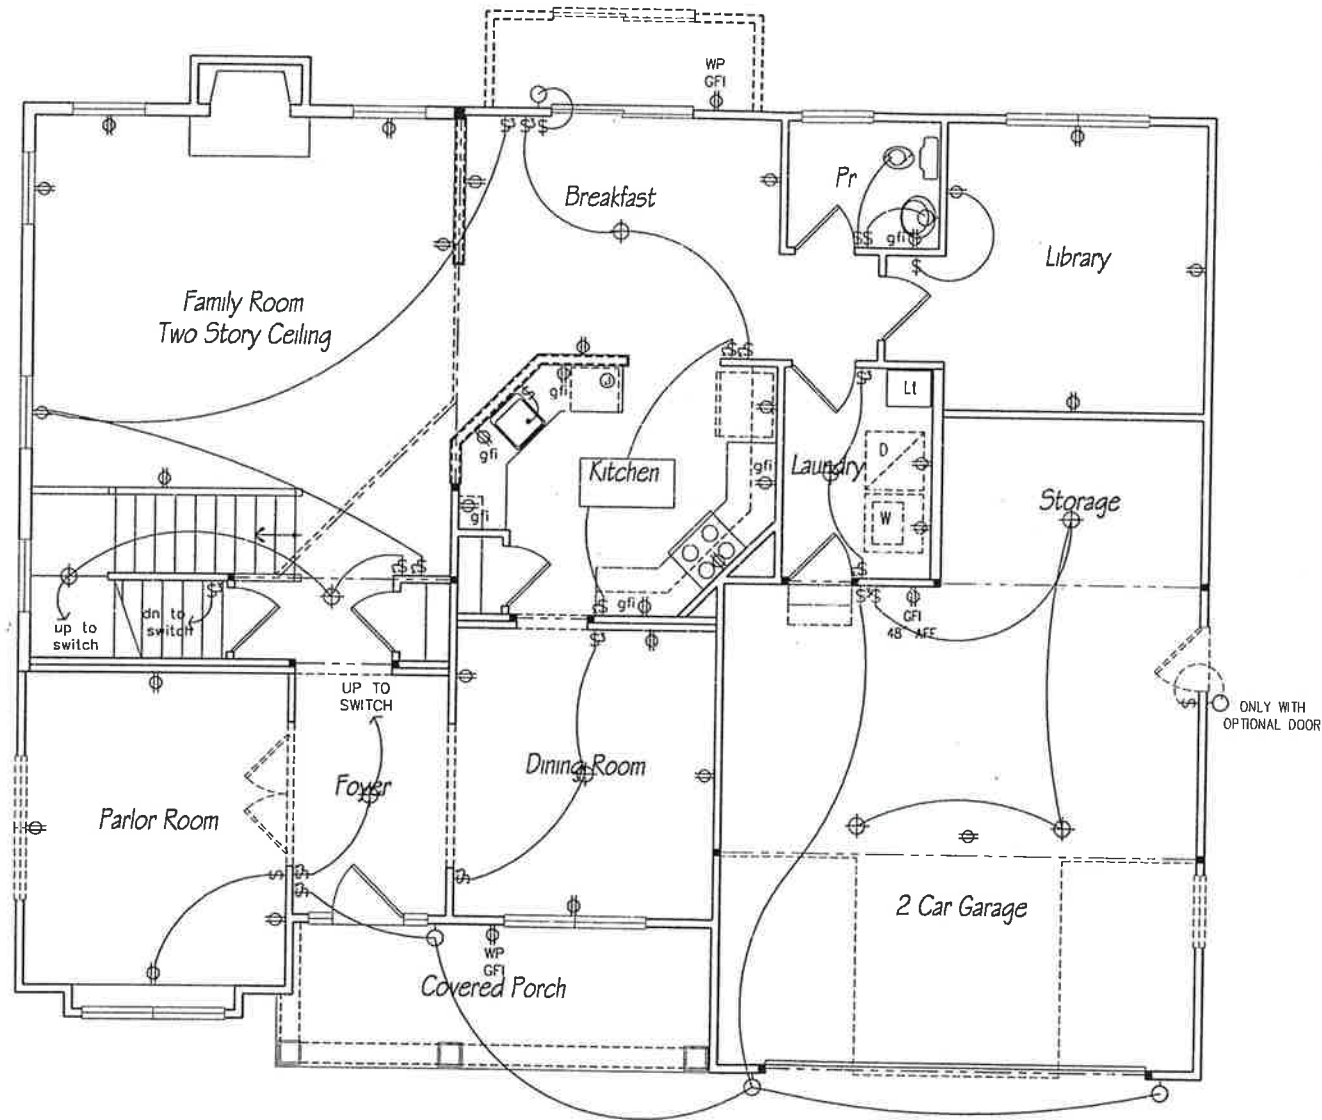 WP
GFI
Pr
Breakfast
gfi
Library
Family Room
Two Story Ceiling
gfi
Lt
gfi
Kitchen
gfi
Laundry
D
Storage
gfi
W
dn to
switch
up to
switch
gfi
GFI
48" AFF
UP TO
SWITCH
ONLY WITH
OPTIONAL DOOR
Foyer
Dining Room
Parlor Room
2 Car Garage
WP
GFI
Covered Porch